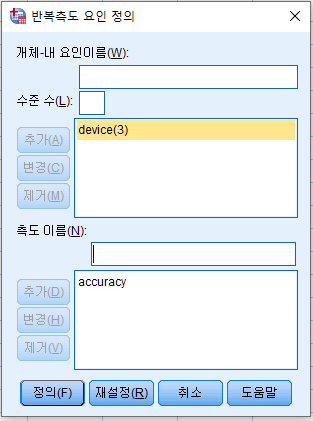 반복측도 요인 정의
개체-내 요인이름(W):
수준 수(L):
추가(A)
device(3)
변경(C)
제거(M)
측도 이름(N):
추가(D)
accuracy
변경(H)
제거(V)
정의(F) 재설정(R) 취소 도움말